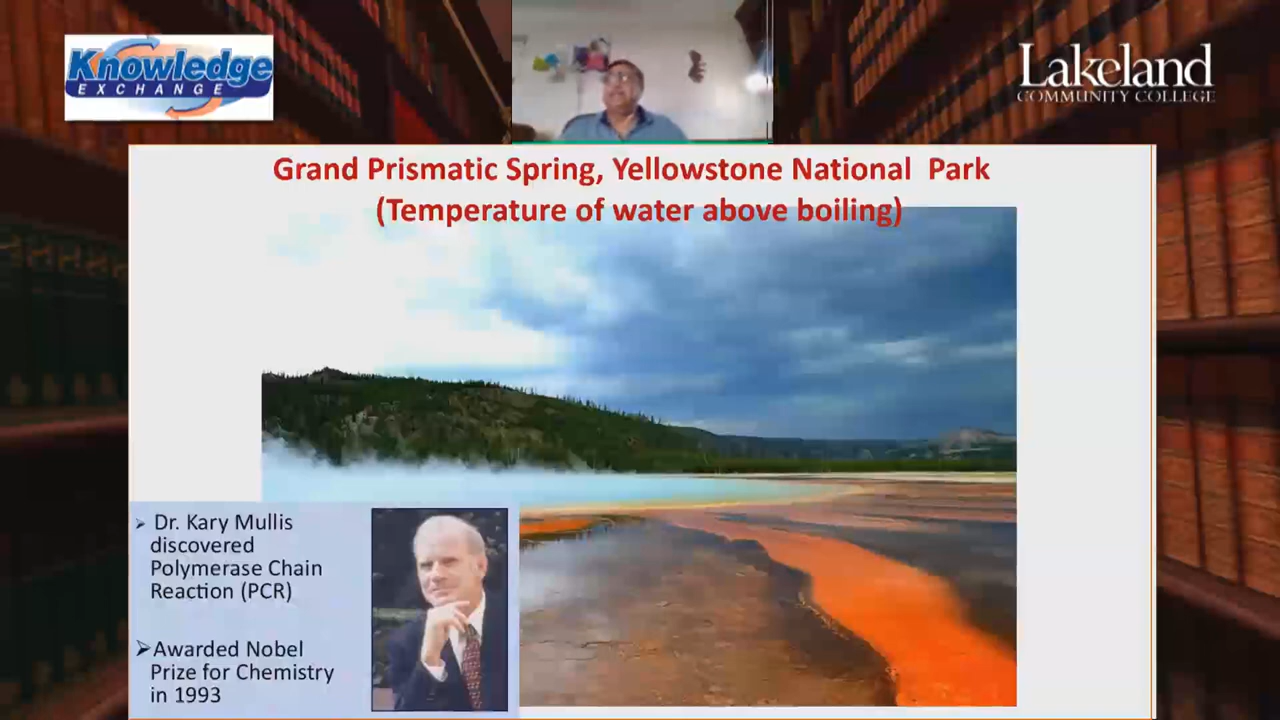 Knowledge
EXCHANGE
Lakeland
COMMUNITY COLLEGE
Grand Prismatic Spring, Yellowstone National Park
(Temperature of water above boiling)
➢ Dr. Kary Mullis
discovered
Polymerase Chain
Reaction (PCR)
➢Awarded Nobel
Prize for Chemistry
in 1993